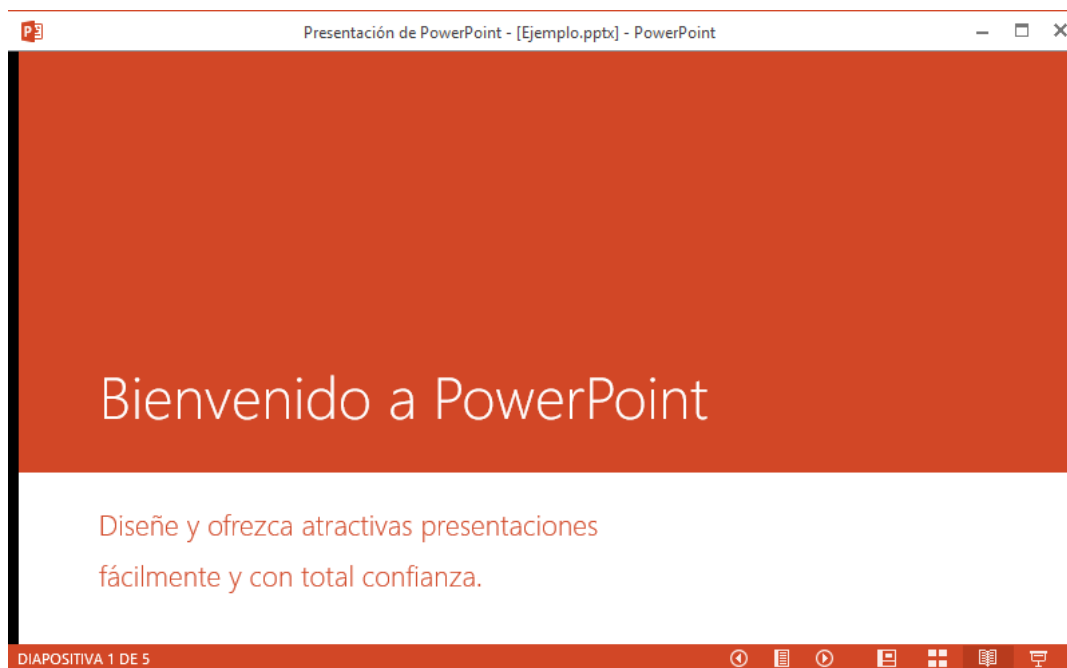 Presentación de PowerPoint - [Ejemplo.pptx] - PowerPoint
Bienvenido a PowerPoint
Diseñe y ofrezca atractivas presentaciones
fácilmente y con total confianza.
DIAPOSITIVA 1 DE 5